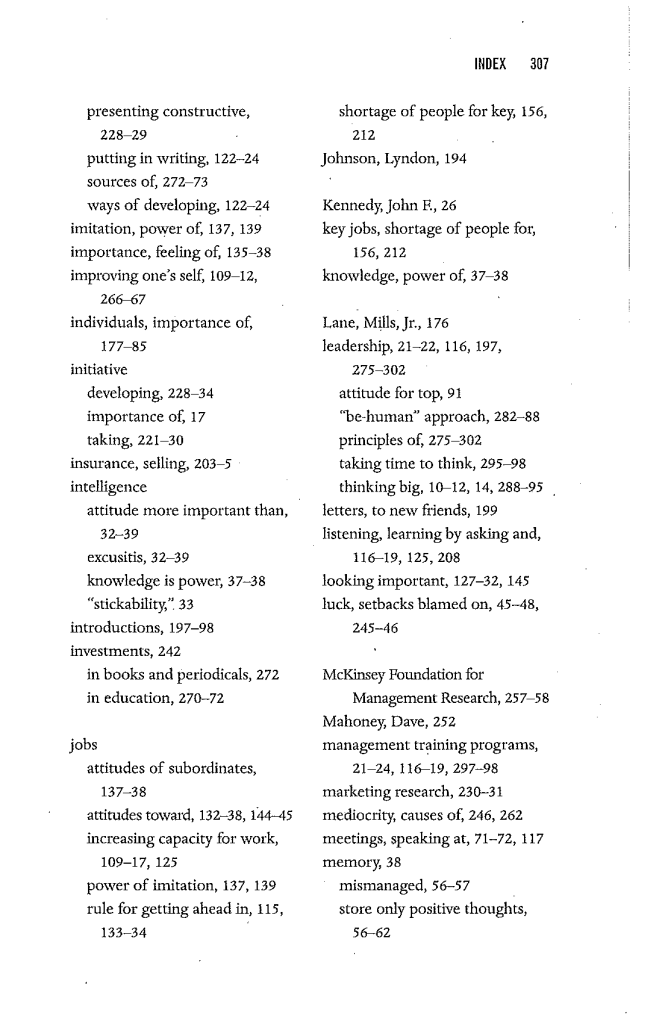 INDEX 307
presenting constructive,
228–29
putting in writing, 122–24
sources of, 272–73
ways of developing, 122–24
imitation, power of, 137, 139
importance, feeling of, 135–38
improving one's self, 109–12,
266–67
individuals, importance of,
177–85
initiative
developing, 228–34
importance of, 17
taking, 221–30
insurance, selling, 203–5
intelligence
attitude more important than,
32–39
excusitis, 32–39
knowledge is power, 37–38
"stickability," 33
introductions, 197–98
investments, 242
in books and periodicals, 272
in education, 270–72
jobs
attitudes of subordinates,
137–38
attitudes toward, 132–38, 144–45
increasing capacity for work,
109–17, 125
power of imitation, 137, 139
rule for getting ahead in, 115,
133–34
shortage of people for key, 156,
212
Johnson, Lyndon, 194
Kennedy, John F., 26
key jobs, shortage of people for,
156, 212
knowledge, power of, 37–38
Lane, Mills, Jr., 176
leadership, 21–22, 116, 197,
275–302
attitude for top, 91
"be-human" approach, 282–88
principles of, 275–302
taking time to think, 295–98
thinking big, 10–12, 14, 288–95
letters, to new friends, 199
listening, learning by asking and,
116–19, 125, 208
looking important, 127–32, 145
luck, setbacks blamed on, 45–48,
245–46
McKinsey Foundation for
Management Research, 257–58
Mahoney, Dave, 252
management training programs,
21–24, 116–19, 297–98
marketing research, 230–31
mediocrity, causes of, 246, 262
meetings, speaking at, 71–72, 117
memory, 38
mismanaged, 56–57
store only positive thoughts,
56–62